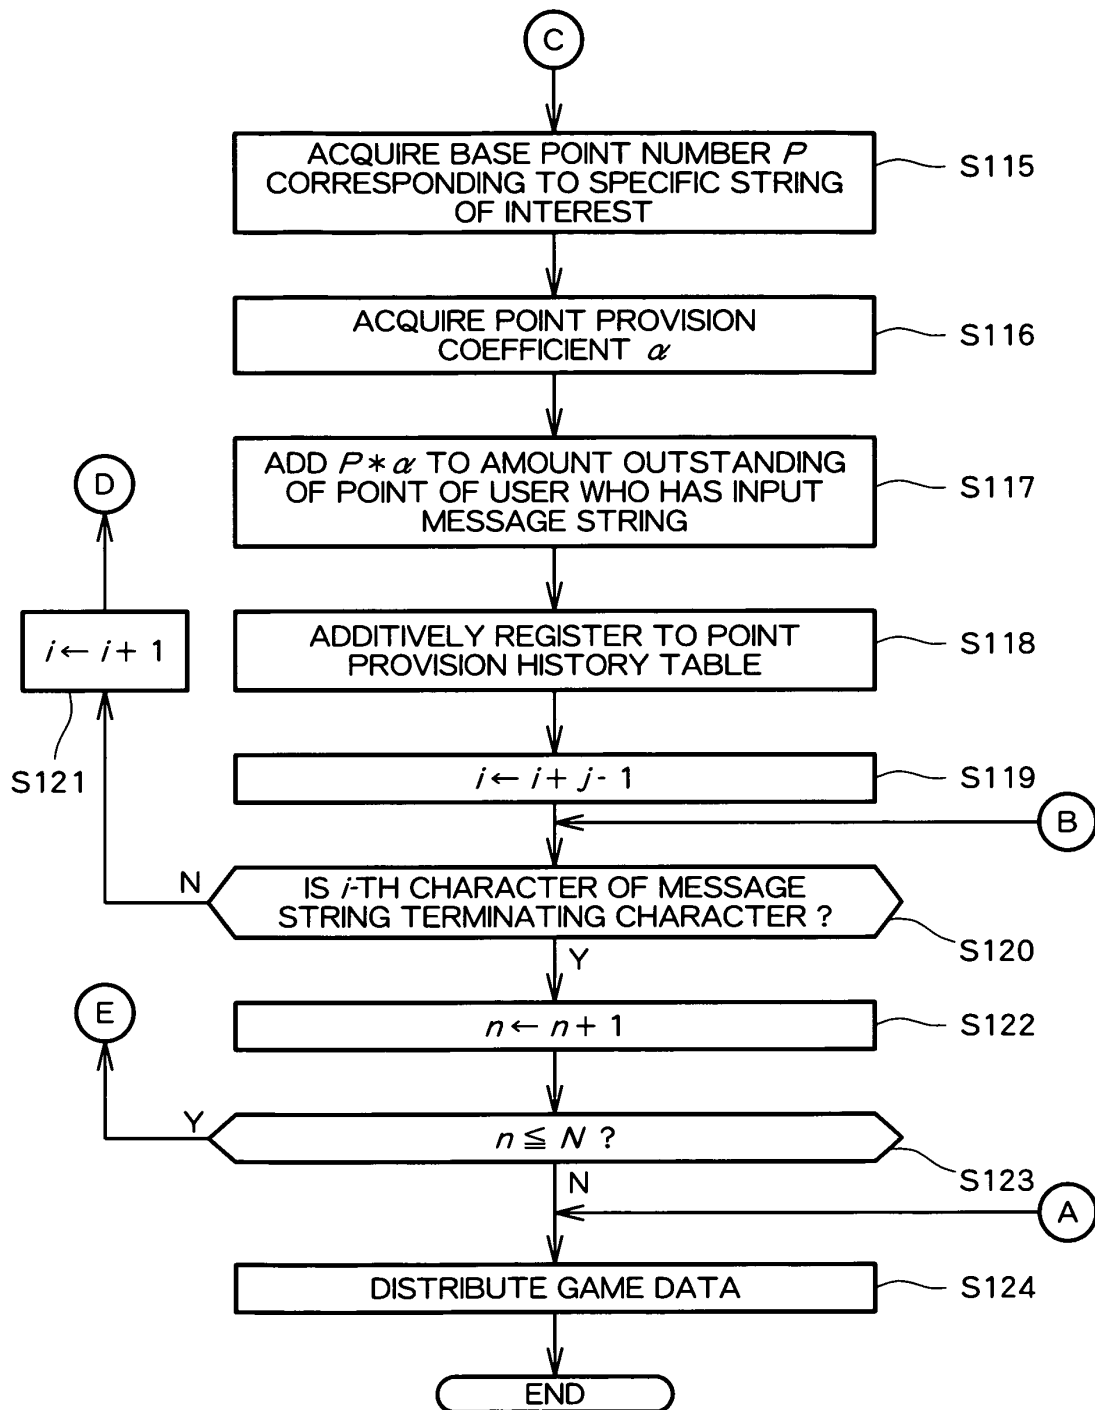 C
ACQUIRE BASE POINT NUMBER P
CORRESPONDING TO SPECIFIC STRING
OF INTEREST
S115
ACQUIRE POINT PROVISION
COEFFICIENT α
S116
ADD P * α TO AMOUNT OUTSTANDING
OF POINT OF USER WHO HAS INPUT
MESSAGE STRING
S117
D
ADDITIVELY REGISTER TO POINT
PROVISION HISTORY TABLE
S118
i ← i + 1
S121
i ← i + j - 1
S119
B
N
IS i-TH CHARACTER OF MESSAGE
STRING TERMINATING CHARACTER ?
S120
Y
E
n ← n + 1
S122
Y
n ≦ N ?
S123
N
A
DISTRIBUTE GAME DATA
S124
END